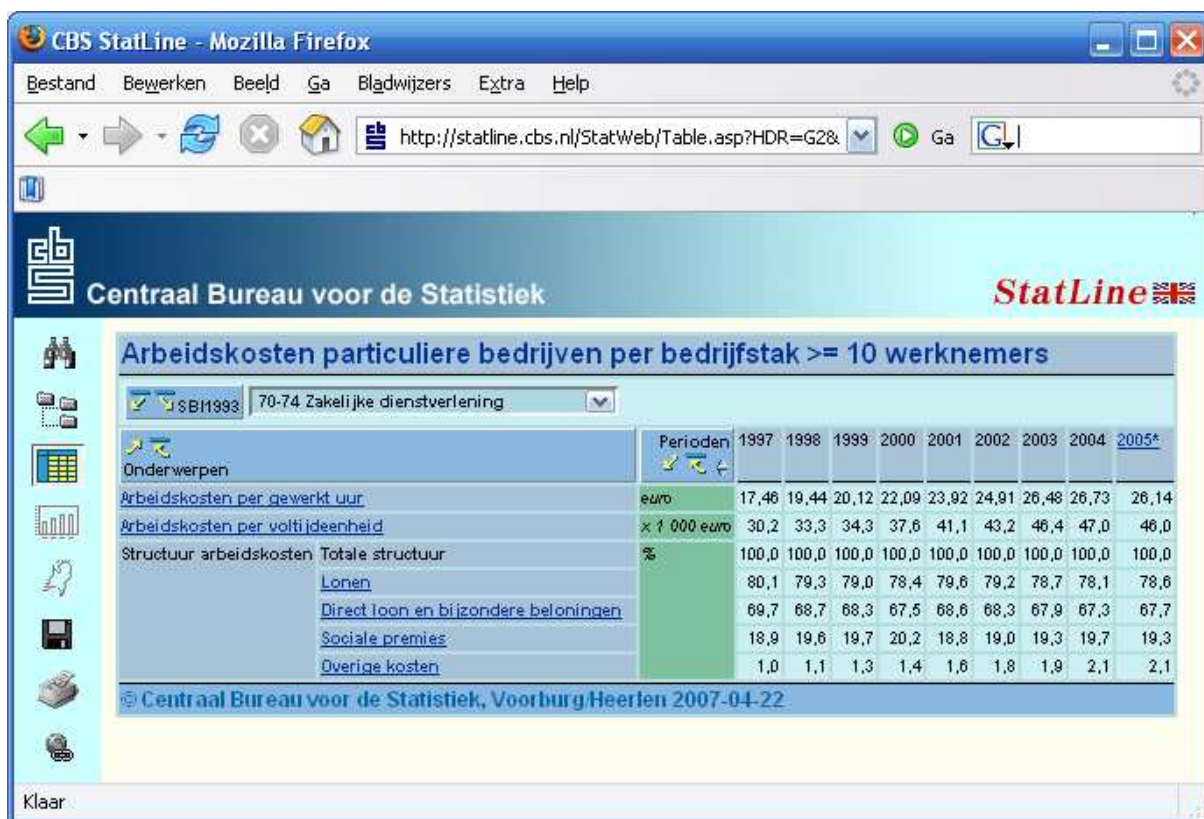 CBS StatLine - Mozilla Firefox
Bestand Bewerken Beeld Ga Bladwijzers Extra Help
http://statline.cbs.nl/StatWeb/Table.asp?HDR=G2& Ga G
cbs
Centraal Bureau voor de Statistiek StatLine
Arbeidskosten particuliere bedrijven per bedrijfstak >= 10 werknemers
SBI1993 70-74 Zakelijke dienstverlening
Onderwerpen Perioden 1997 1998 1999 2000 2001 2002 2003 2004 2005*
Arbeidskosten per gewerkt uur euro 17,46 19,44 20,12 22,09 23,92 24,91 26,48 26,73 26,14
Arbeidskosten per voltijdeenheid x 1 000 euro 30,2 33,3 34,3 37,6 41,1 43,2 46,4 47,0 46,0
Structuur arbeidskosten Totale structuur % 100,0 100,0 100,0 100,0 100,0 100,0 100,0 100,0 100,0
Lonen 80,1 79,3 79,0 78,4 79,6 79,2 78,7 78,1 78,6
Direct loon en bijzondere beloningen 69,7 68,7 68,3 67,5 68,6 68,3 67,9 67,3 67,7
Sociale premies 18,9 19,6 19,7 20,2 18,8 19,0 19,3 19,7 19,3
Overige kosten 1,0 1,1 1,3 1,4 1,6 1,8 1,9 2,1 2,1
© Centraal Bureau voor de Statistiek, Voorburg/Heerlen 2007-04-22
Klaar